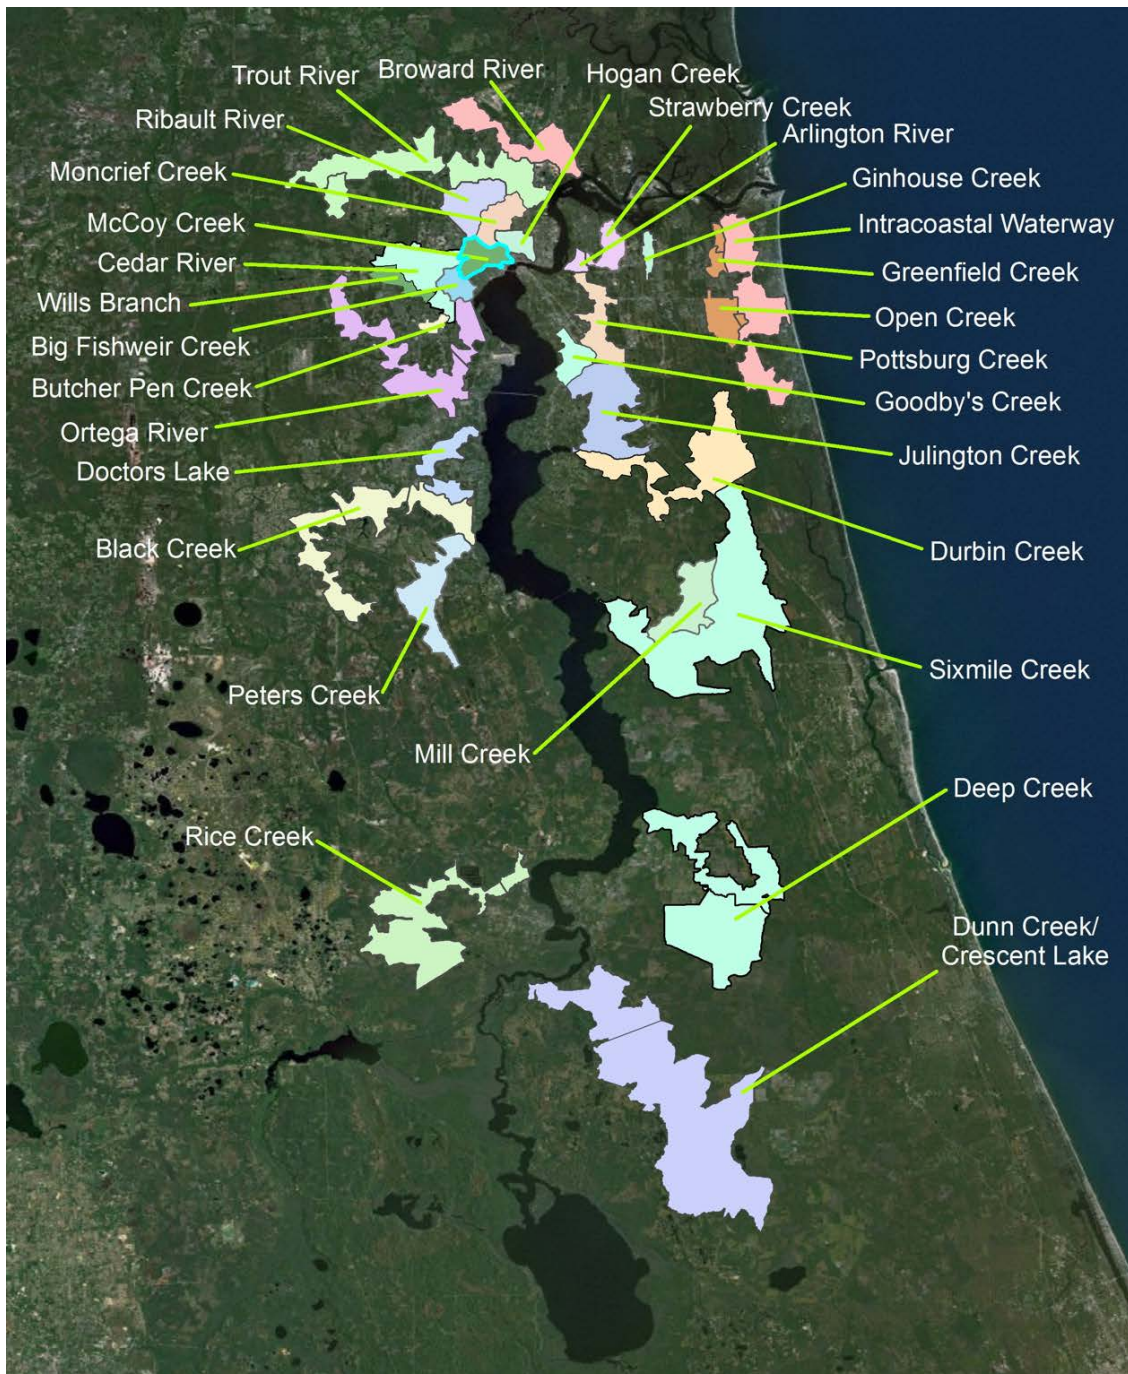 Trout River
Broward River
Hogan Creek
Strawberry Creek
Ribault River
Arlington River
Moncrief Creek
Ginhouse Creek
McCoy Creek
Intracoastal Waterway
Cedar River
Greenfield Creek
Wills Branch
Open Creek
Big Fishweir Creek
Pottsburg Creek
Butcher Pen Creek
Goodby's Creek
Ortega River
Julington Creek
Doctors Lake
Black Creek
Durbin Creek
Sixmile Creek
Peters Creek
Mill Creek
Deep Creek
Rice Creek
Dunn Creek/
Crescent Lake